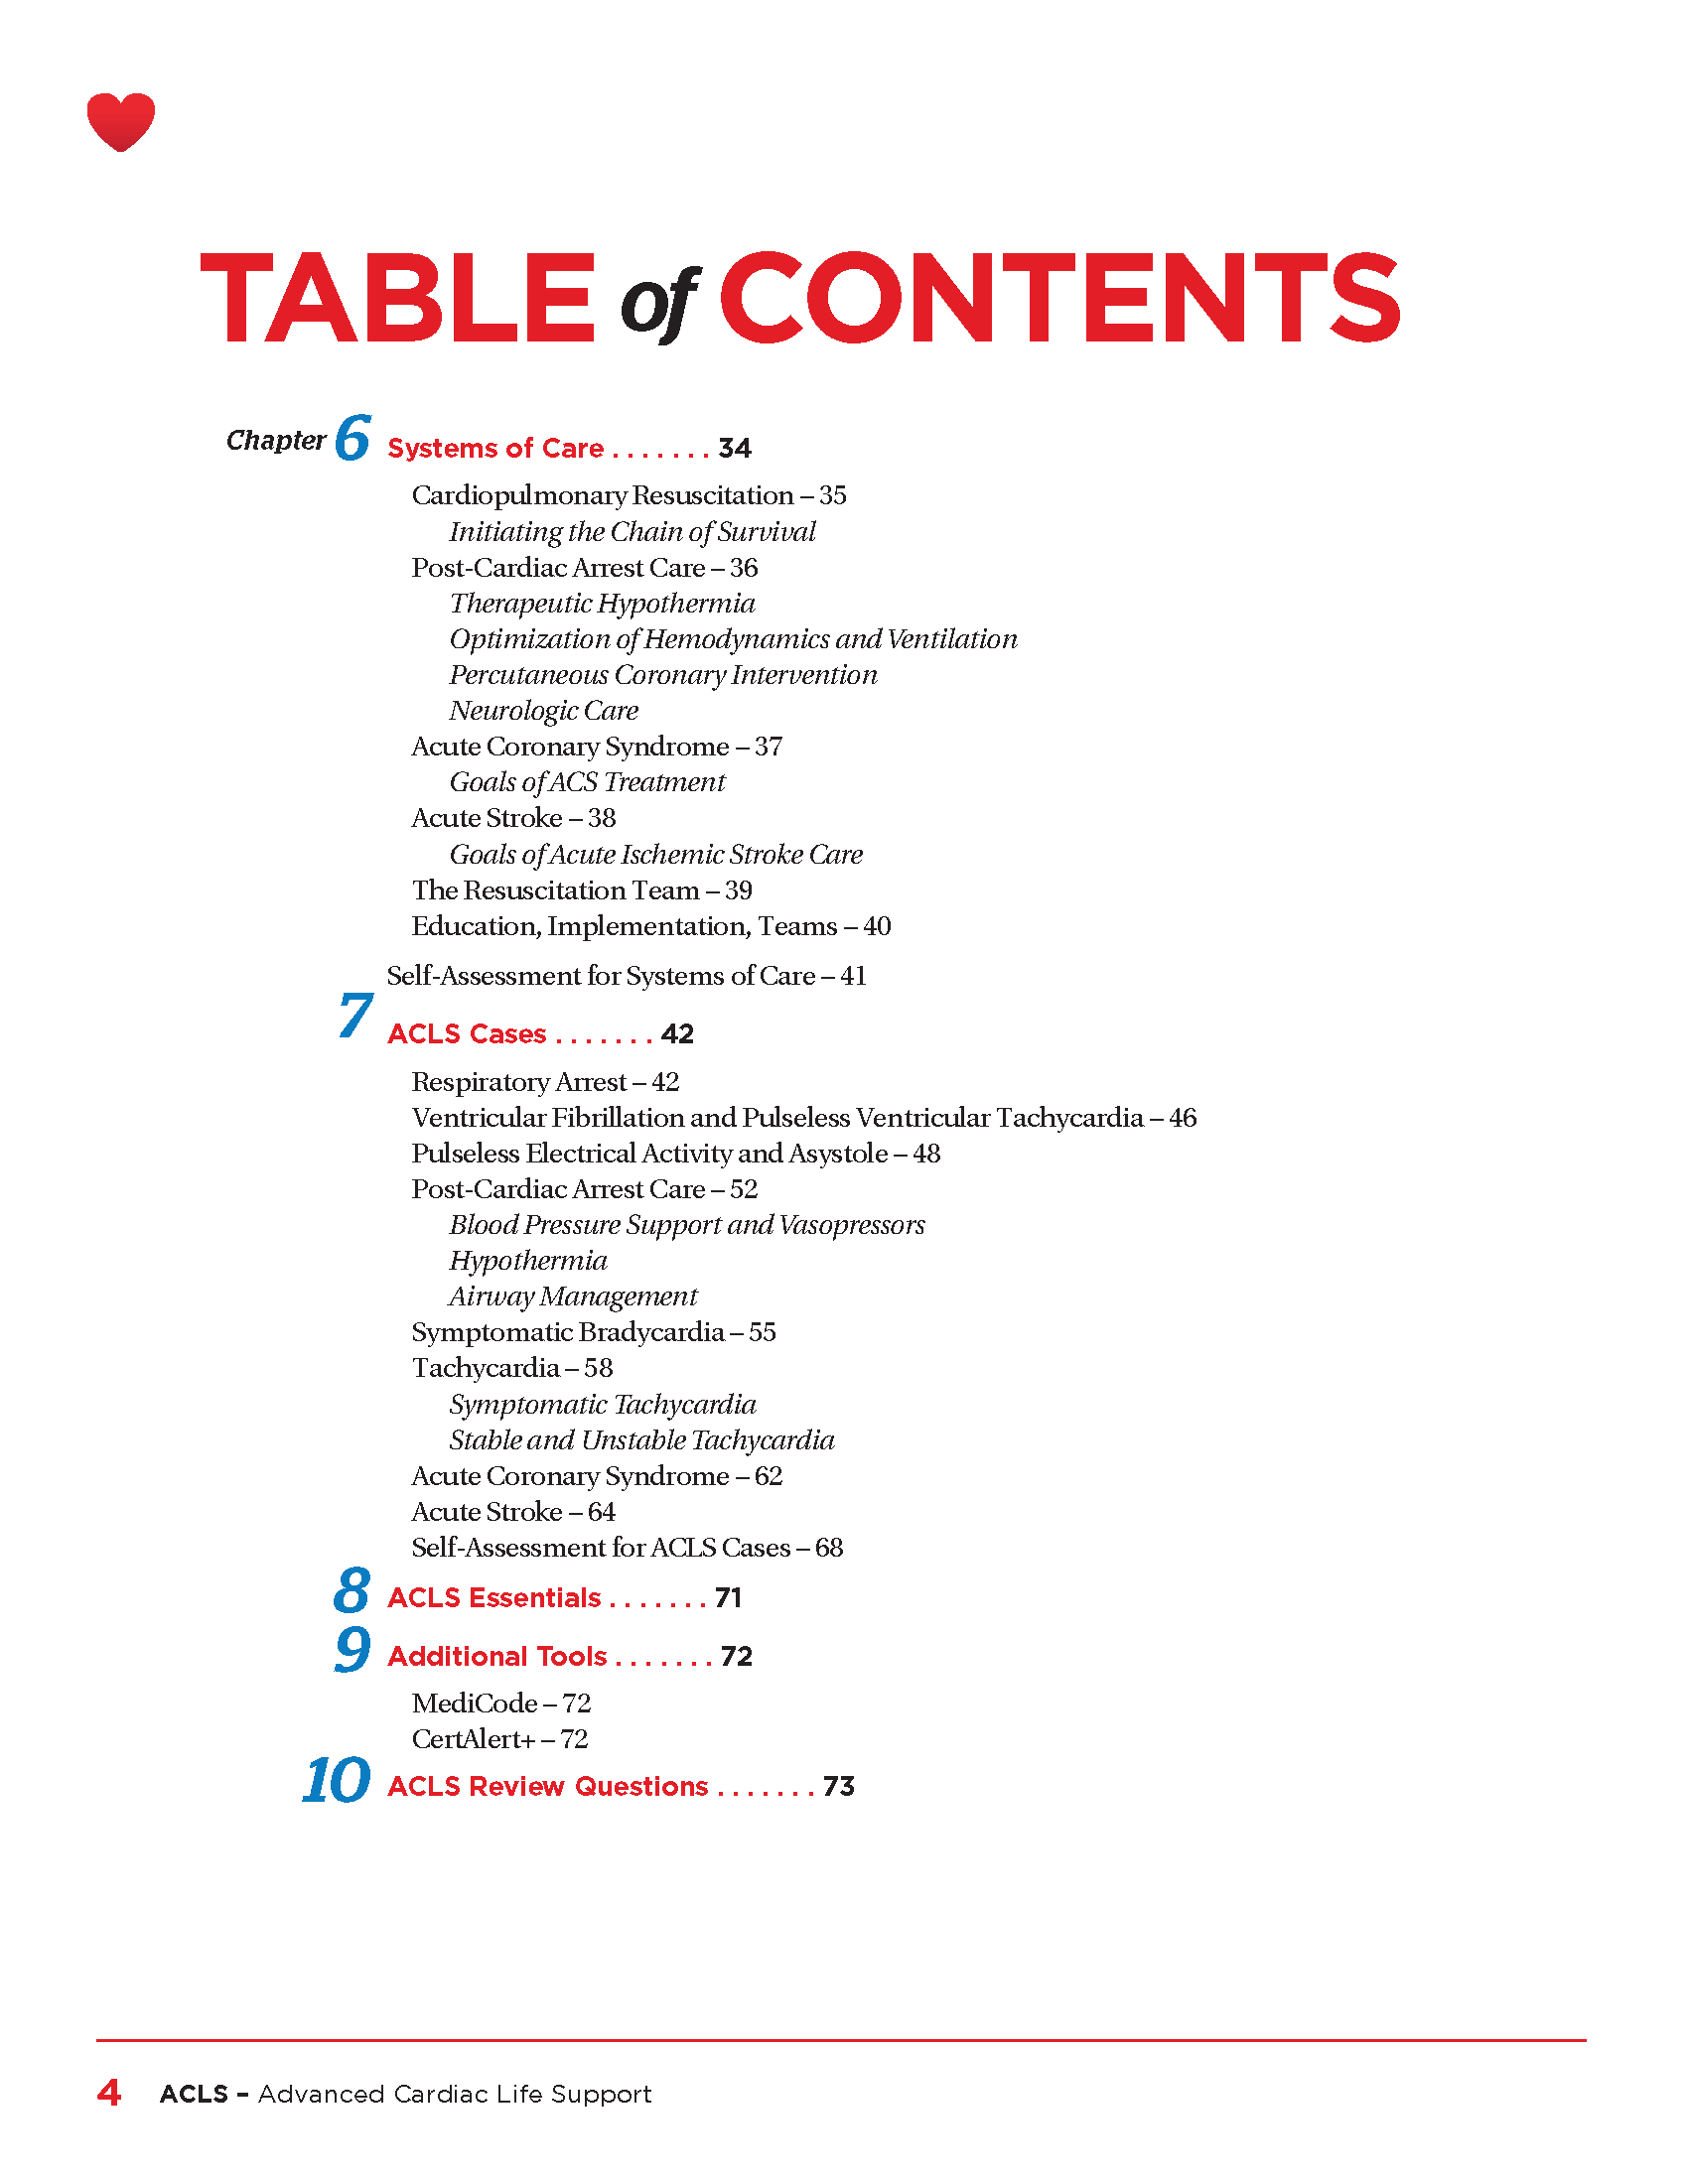 TABLE of CONTENTS
Chapter 6 Systems of Care . . . . . . . 34
Cardiopulmonary Resuscitation – 35
Initiating the Chain of Survival
Post-Cardiac Arrest Care – 36
Therapeutic Hypothermia
Optimization of Hemodynamics and Ventilation
Percutaneous Coronary Intervention
Neurologic Care
Acute Coronary Syndrome – 37
Goals of ACS Treatment
Acute Stroke – 38
Goals of Acute Ischemic Stroke Care
The Resuscitation Team – 39
Education, Implementation, Teams – 40
Self-Assessment for Systems of Care – 41
7 ACLS Cases . . . . . . . 42
Respiratory Arrest – 42
Ventricular Fibrillation and Pulseless Ventricular Tachycardia – 46
Pulseless Electrical Activity and Asystole – 48
Post-Cardiac Arrest Care – 52
Blood Pressure Support and Vasopressors
Hypothermia
Airway Management
Symptomatic Bradycardia – 55
Tachycardia – 58
Symptomatic Tachycardia
Stable and Unstable Tachycardia
Acute Coronary Syndrome – 62
Acute Stroke – 64
Self-Assessment for ACLS Cases – 68
8 ACLS Essentials . . . . . . . 71
9 Additional Tools . . . . . . . 72
MediCode – 72
CertAlert+ – 72
10 ACLS Review Questions . . . . . . . 73
4 ACLS – Advanced Cardiac Life Support